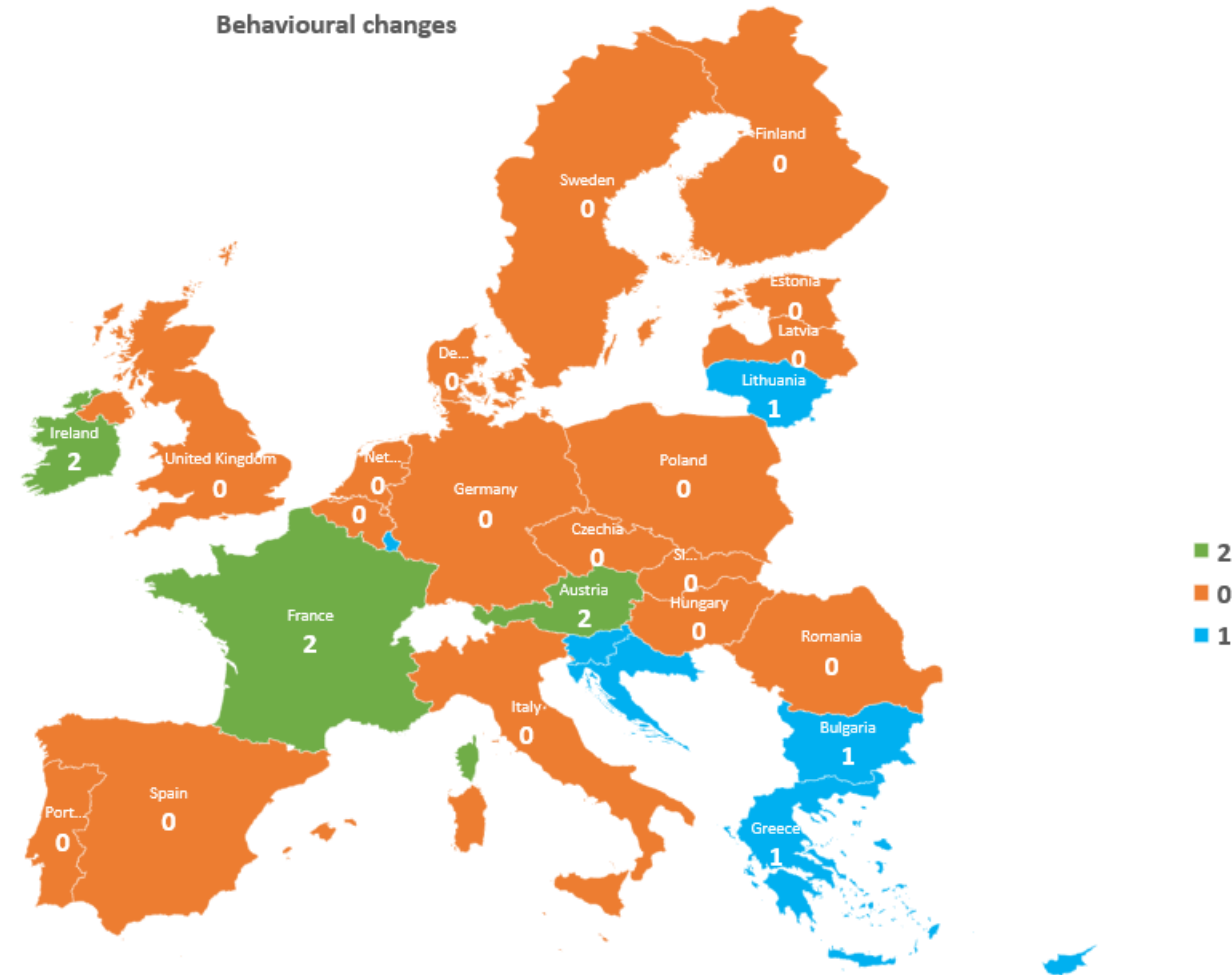 Behavioural changes
Finland
0
Sweden
0
Estonia
0
Latvia
0
De...
0
Lithuania
1
Ireland
2
United Kingdom
0
Net...
0
Poland
0
Germany
0
0
Czechia
0
Sl...
0
Austria
2
Hungary
0
France
2
Romania
0
Italy
0
Bulgaria
1
Spain
0
Port...
0
Greece
1
2
0
1